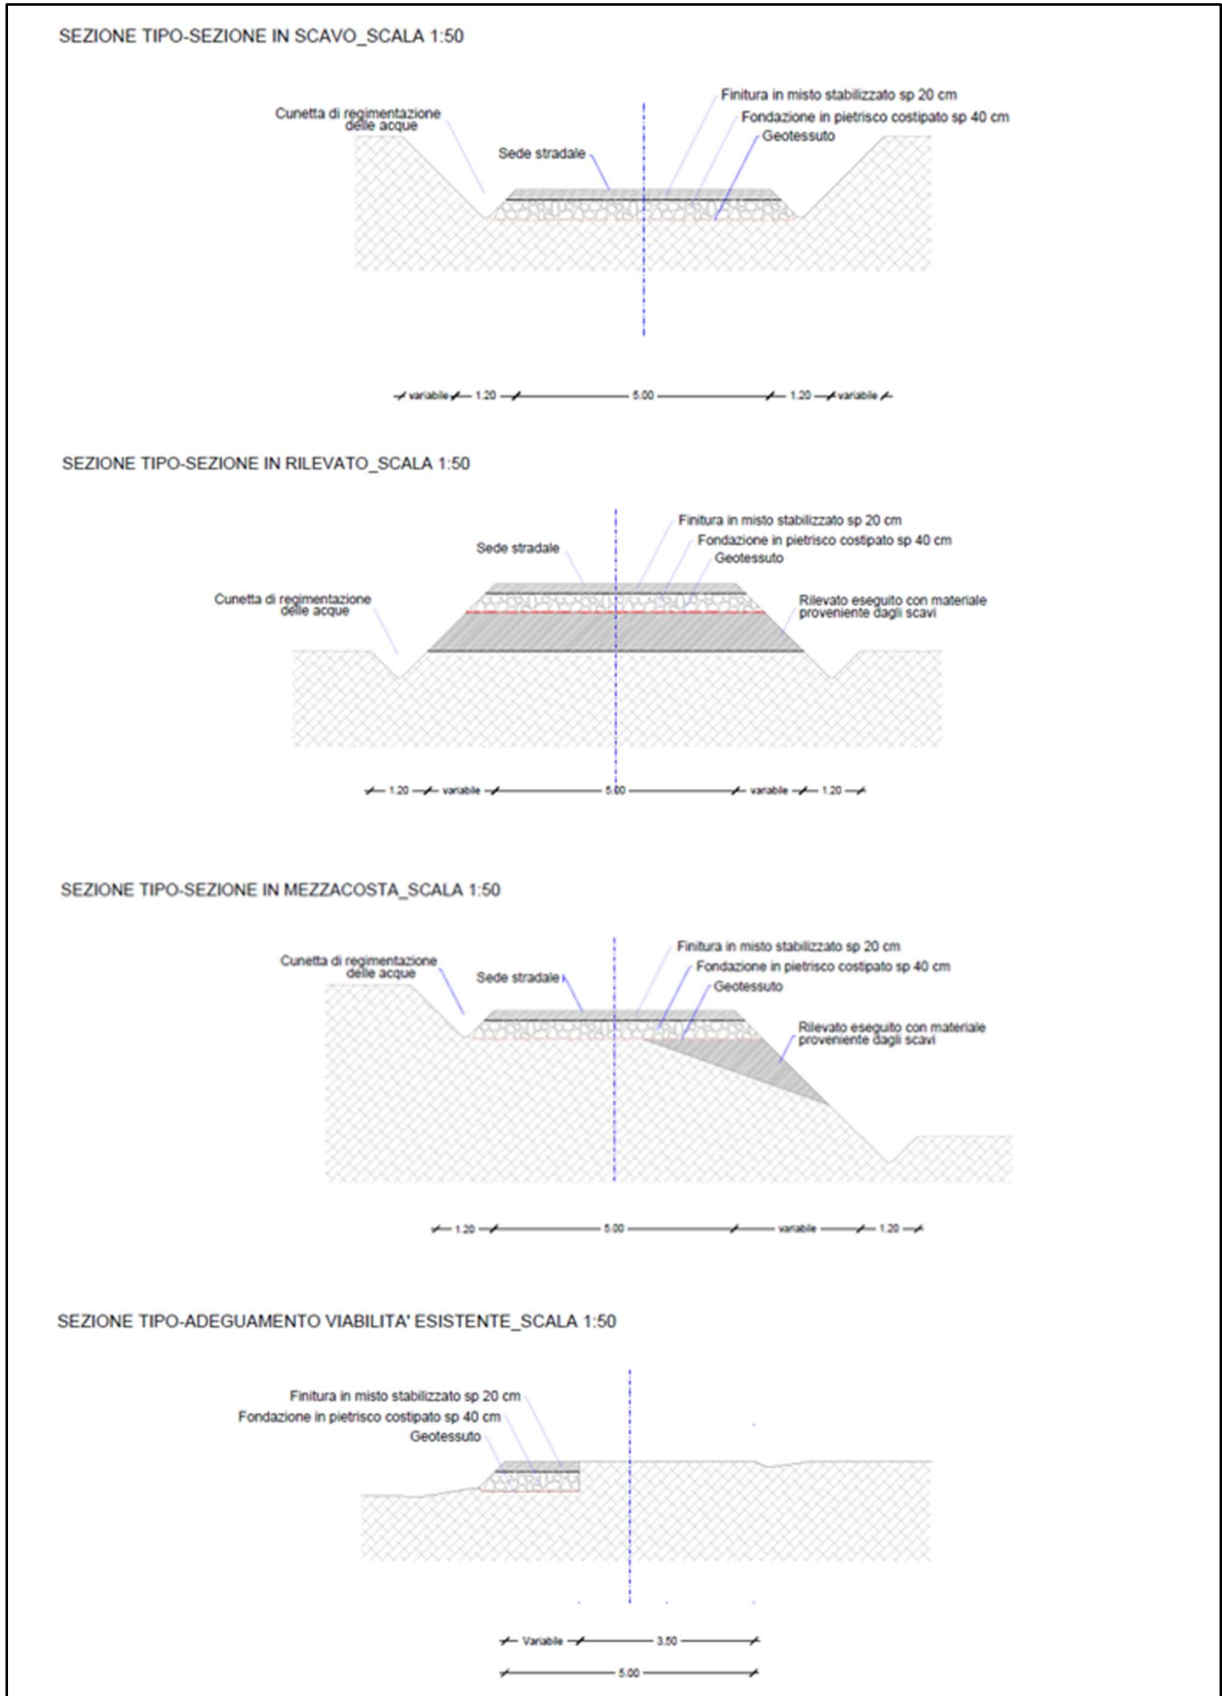 SEZIONE TIPO-SEZIONE IN SCAVO_SCALA 1:50
Finitura in misto stabilizzato sp 20 cm
Cunetta di regimentazione
delle acque
Fondazione in pietrisco costipato sp 40 cm
Geotessuto
Sede stradale
variabile 1.20 5.00 1.20 variabile
SEZIONE TIPO-SEZIONE IN RILEVATO_SCALA 1:50
Finitura in misto stabilizzato sp 20 cm
Fondazione in pietrisco costipato sp 40 cm
Sede stradale
Geotessuto
Cunetta di regimentazione
delle acque
Rilevato eseguito con materiale
proveniente dagli scavi
1.20 variabile 5.00 variabile 1.20
SEZIONE TIPO-SEZIONE IN MEZZACOSTA_SCALA 1:50
Finitura in misto stabilizzato sp 20 cm
Cunetta di regimentazione
delle acque
Fondazione in pietrisco costipato sp 40 cm
Sede stradale
Geotessuto
Rilevato eseguito con materiale
proveniente dagli scavi
1.20 5.00 variabile 1.20
SEZIONE TIPO-ADEGUAMENTO VIABILITA' ESISTENTE_SCALA 1:50
Finitura in misto stabilizzato sp 20 cm
Fondazione in pietrisco costipato sp 40 cm
Geotessuto
Variabile 3.50
5.00